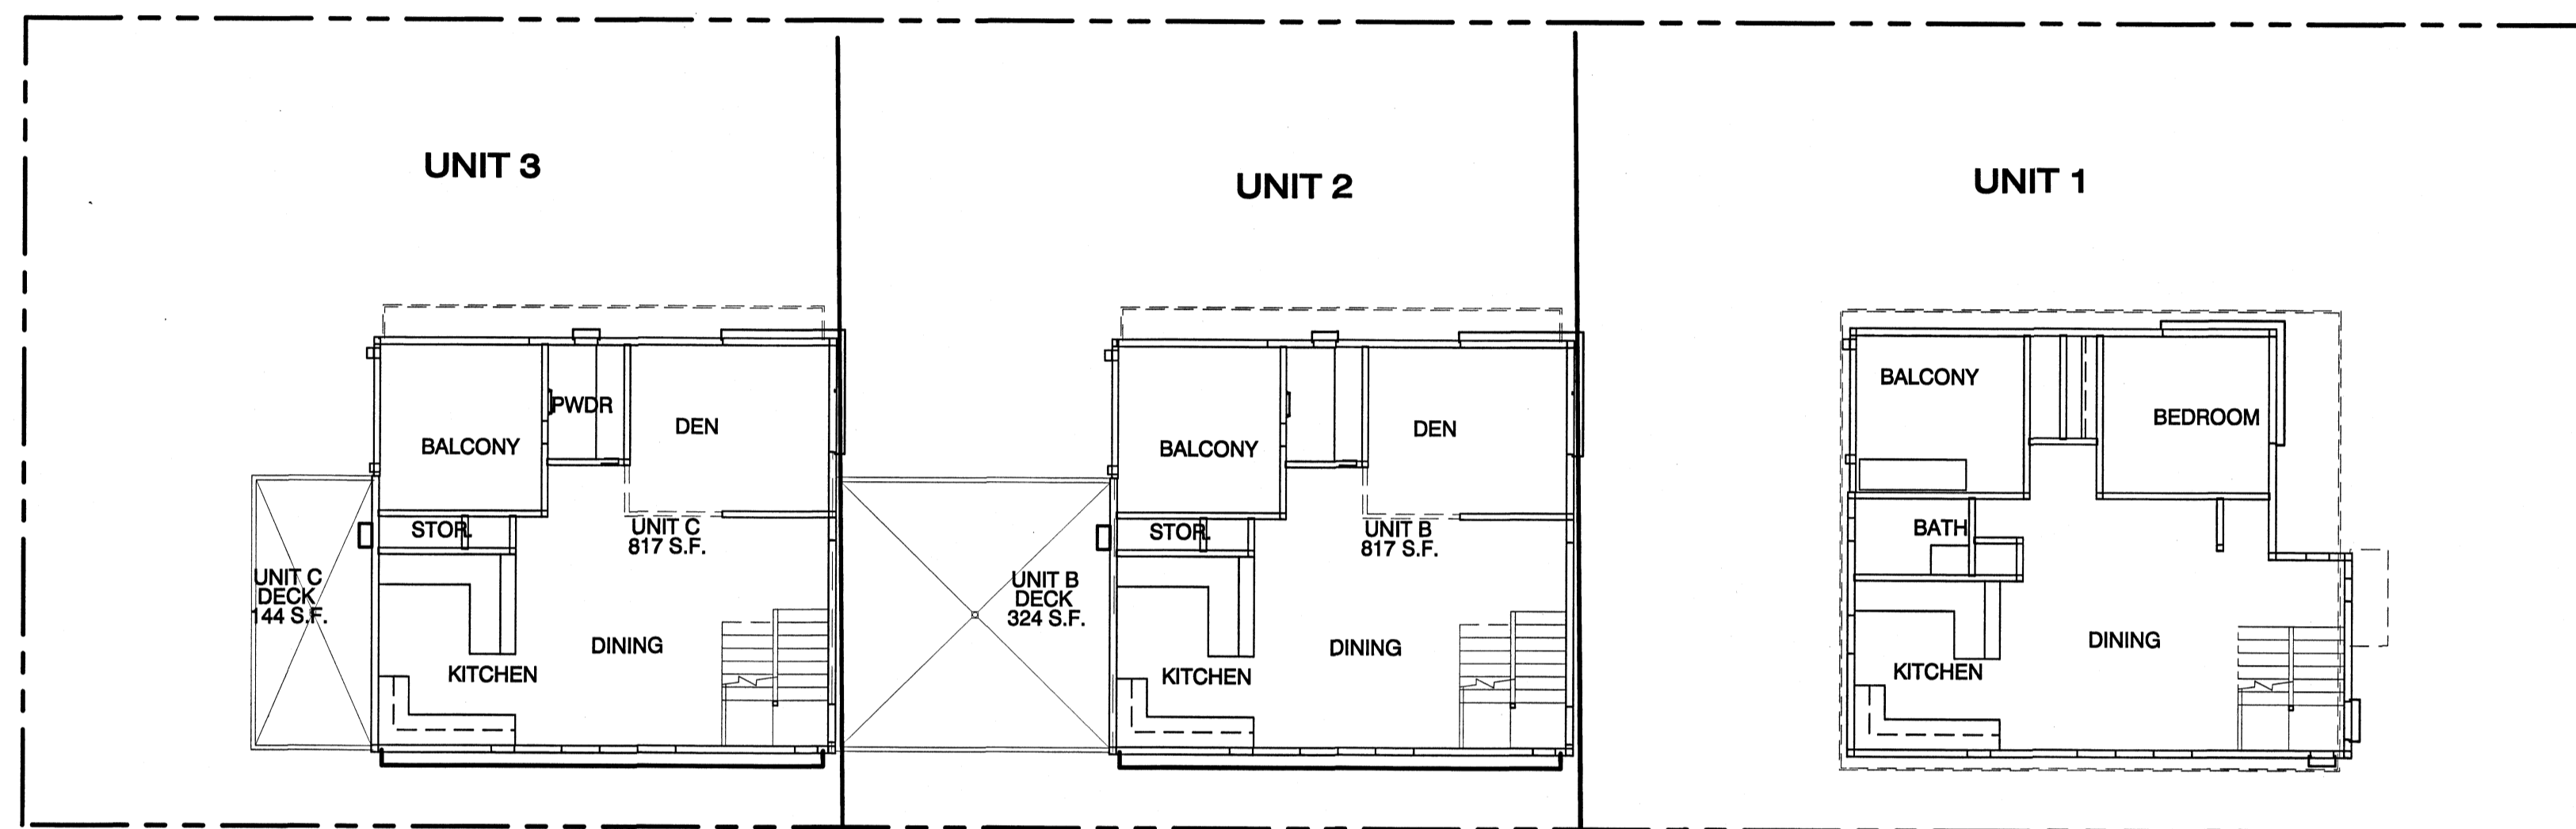 UNIT 3
UNIT 2
UNIT 1
BALCONY
PWDR
DEN
STOR.
UNIT C
817 S.F.
UNIT C
DECK
144 S.F.
KITCHEN
DINING
BALCONY
DEN
STOR.
UNIT B
817 S.F.
UNIT B
DECK
324 S.F.
KITCHEN
DINING
BALCONY
BEDROOM
BATH
KITCHEN
DINING